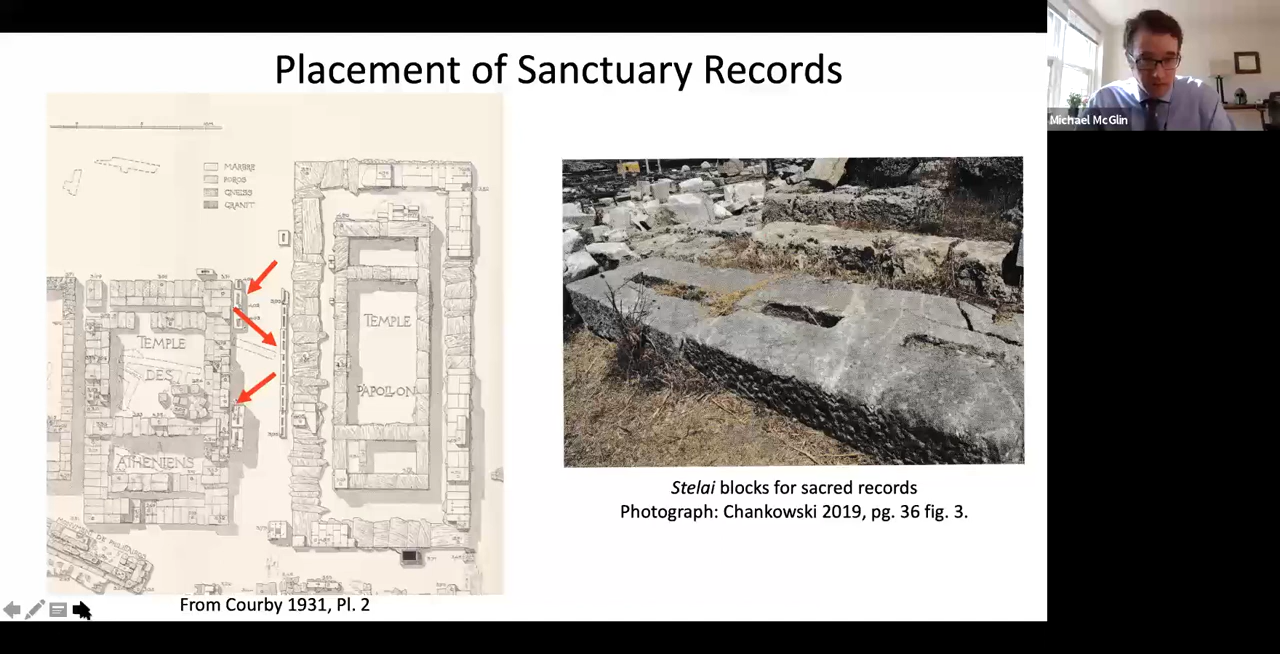 Placement of Sanctuary Records
Michael McGlin
MARBRE
POROS
GNEISS
GRANIT
TEMPLE
DES
ATHENIENS
TEMPLE
D'APOLLON
Stelai blocks for sacred records
Photograph: Chankowski 2019, pg. 36 fig. 3.
From Courby 1931, Pl. 2